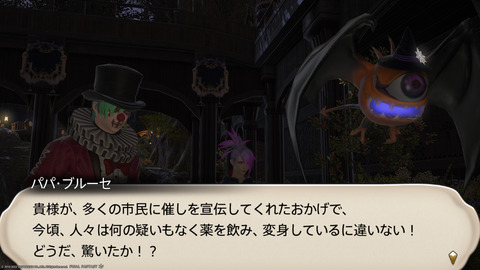 パパ・ブルーセ
貴様が、多くの市民に催しを宣伝してくれたおかげで、
今頃、人々は何の疑いもなく薬を飲み、変身しているに違いない！
どうだ、驚いたか！？
FINAL FANTASY XIV